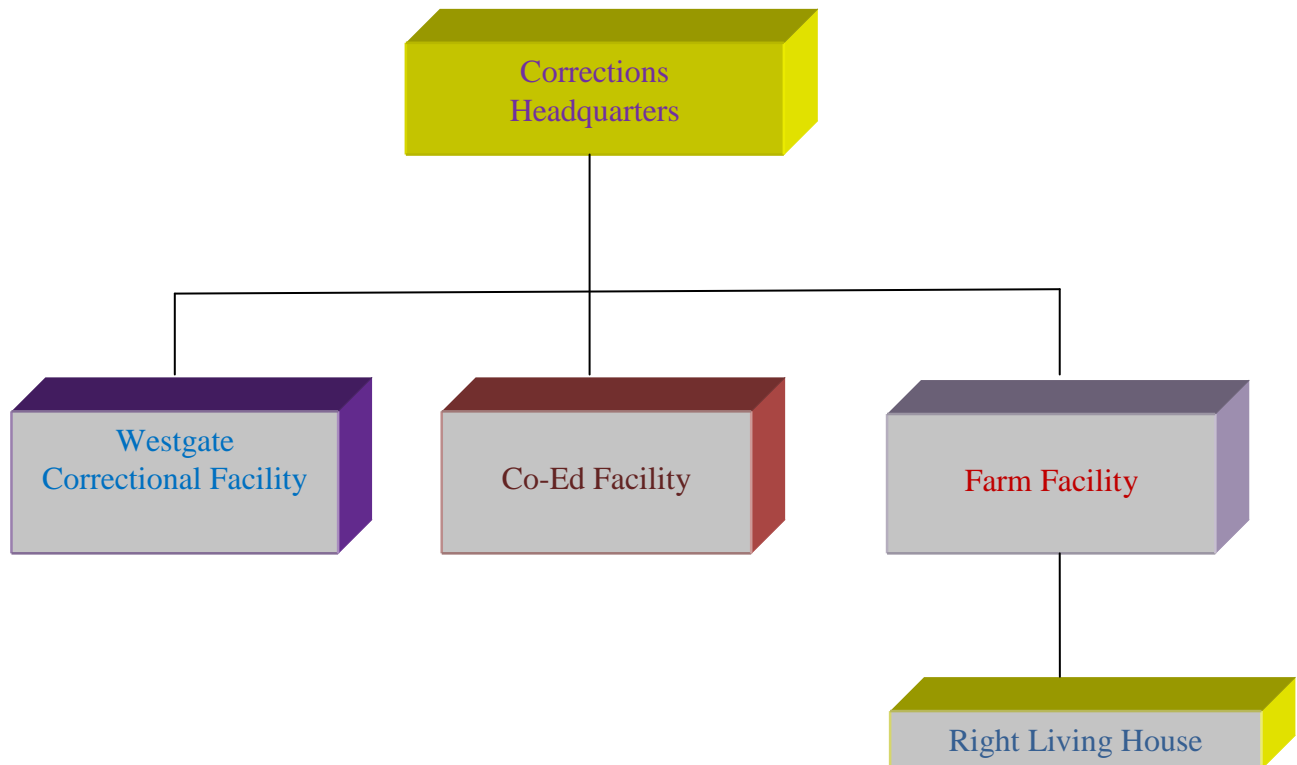 Corrections
Headquarters
Westgate
Correctional Facility
Co-Ed Facility
Farm Facility
Right Living House